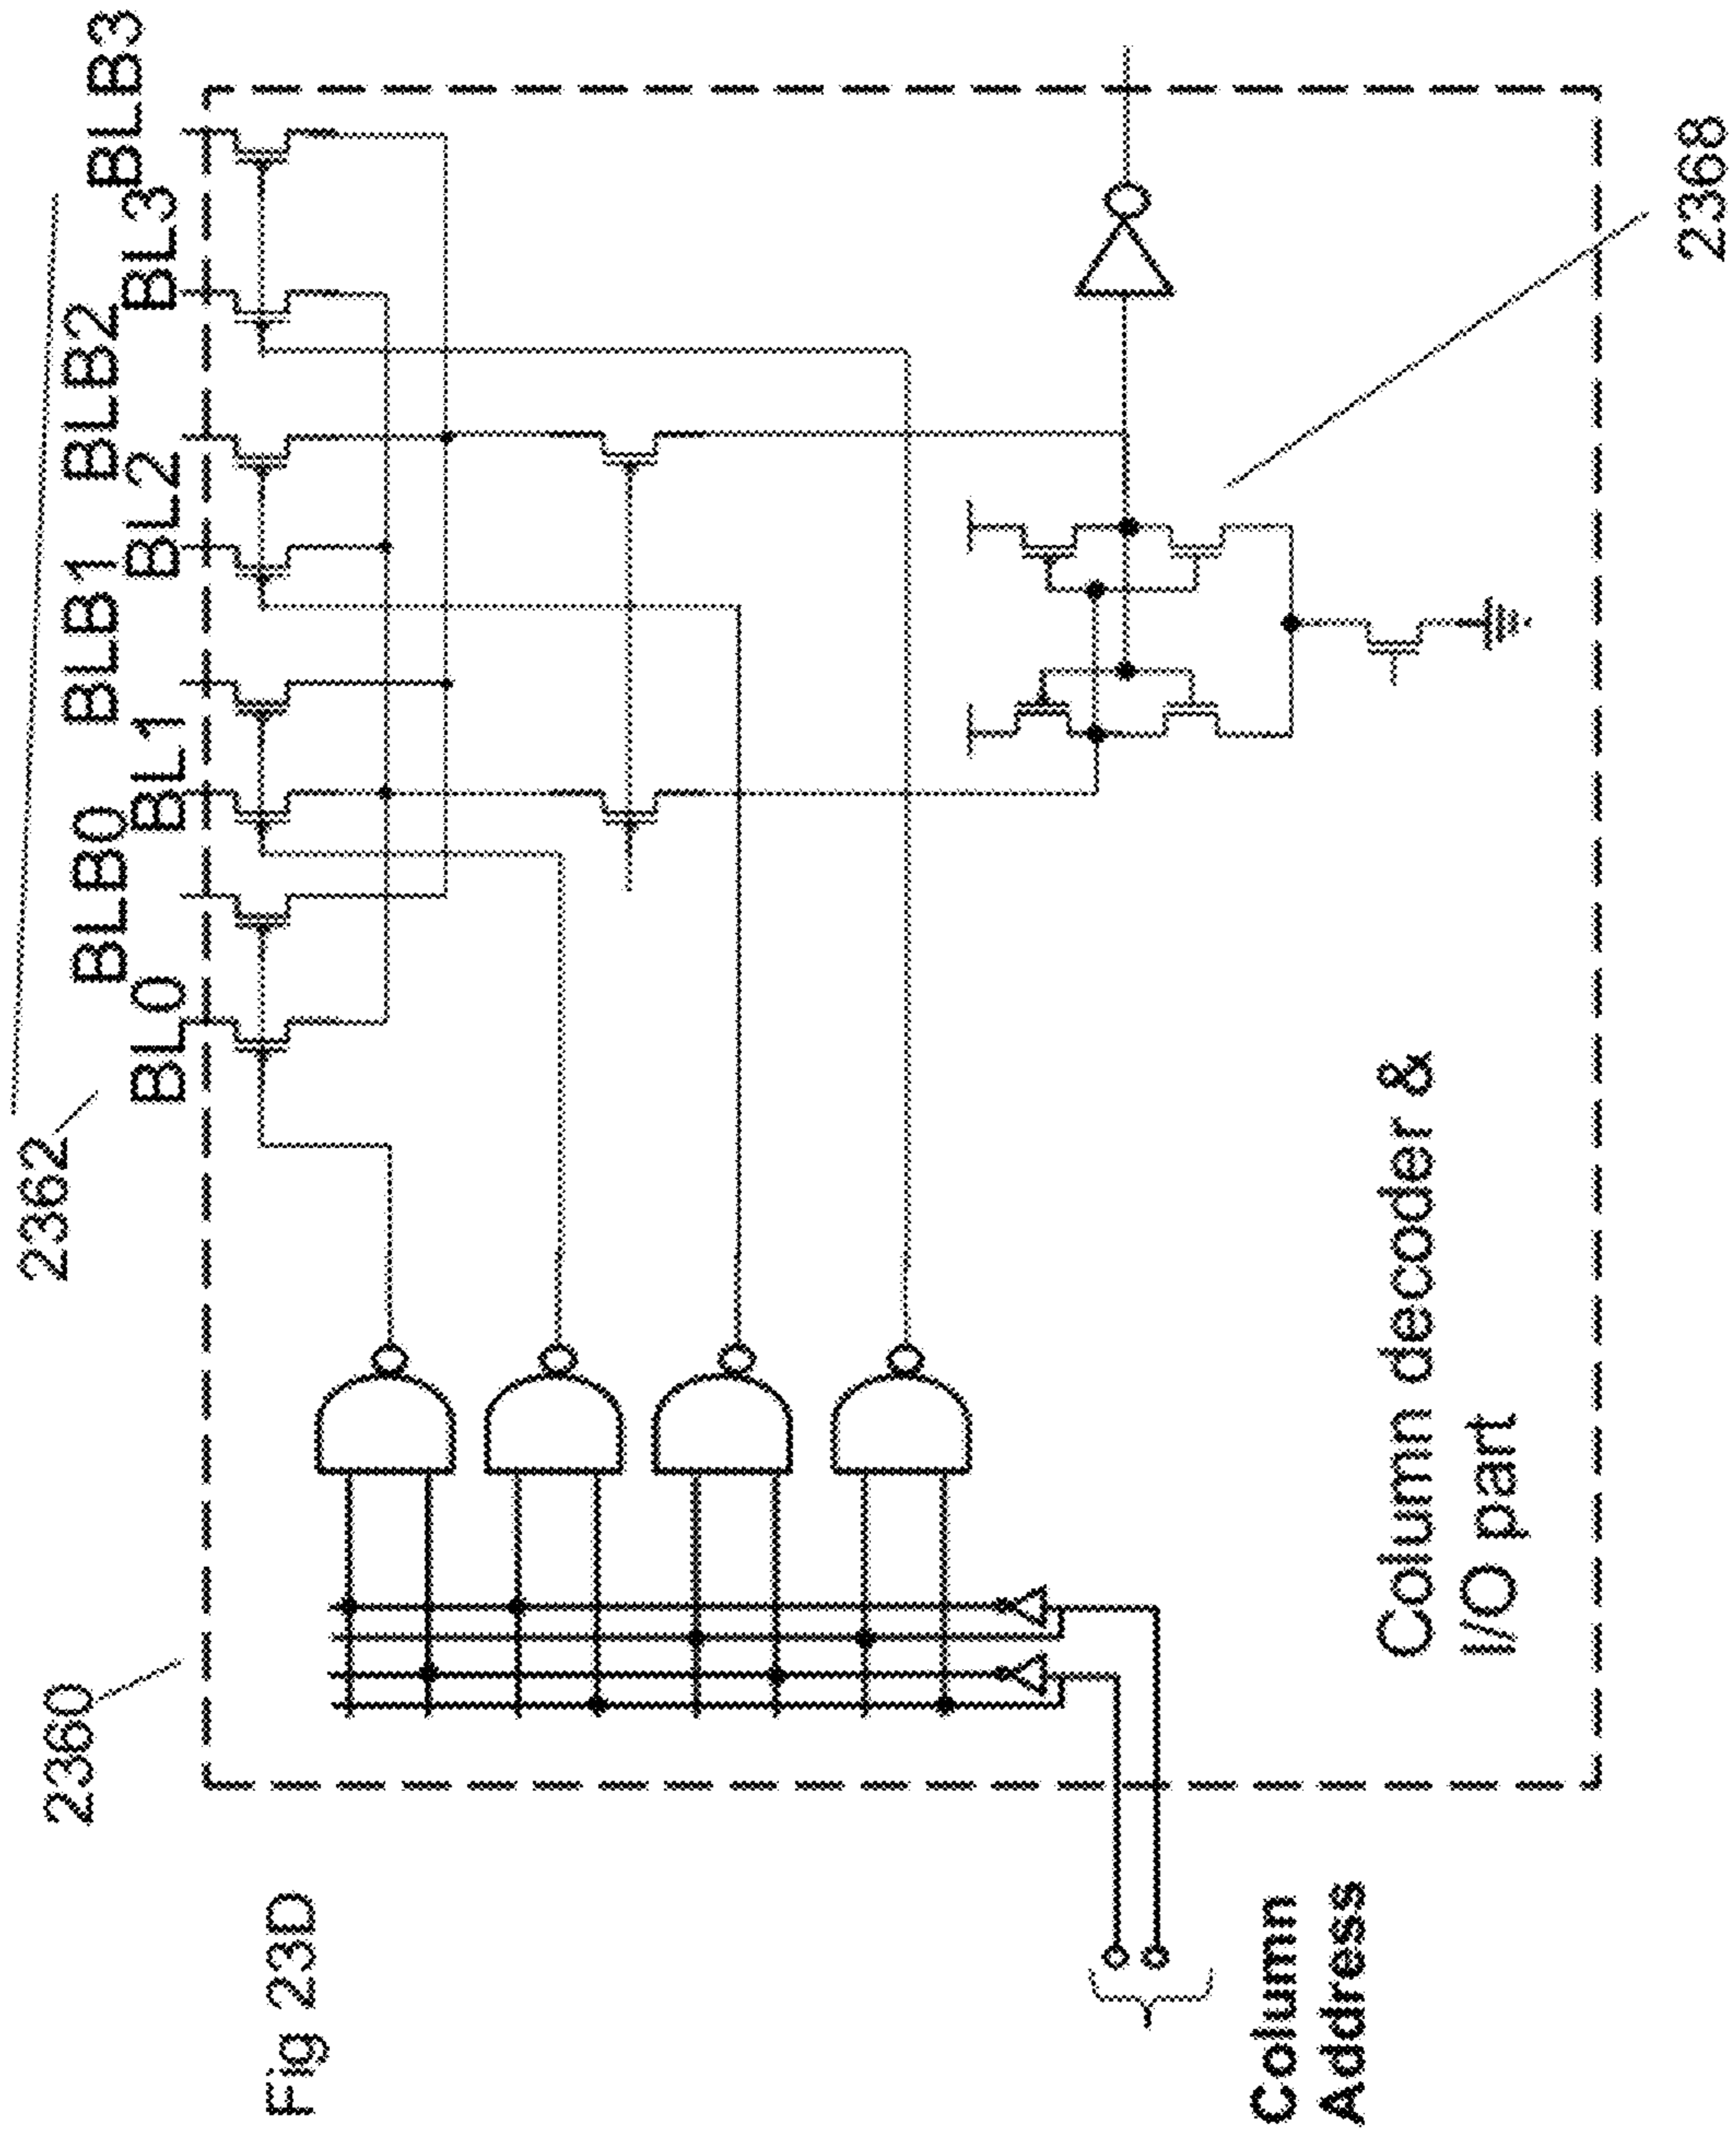 Fig 23D
2360
2362
BL0
BLB0
BL1
BLB1
BL2
BLB2
BL3
BLB3
2368
Column decoder &
I/O part
Column
Address